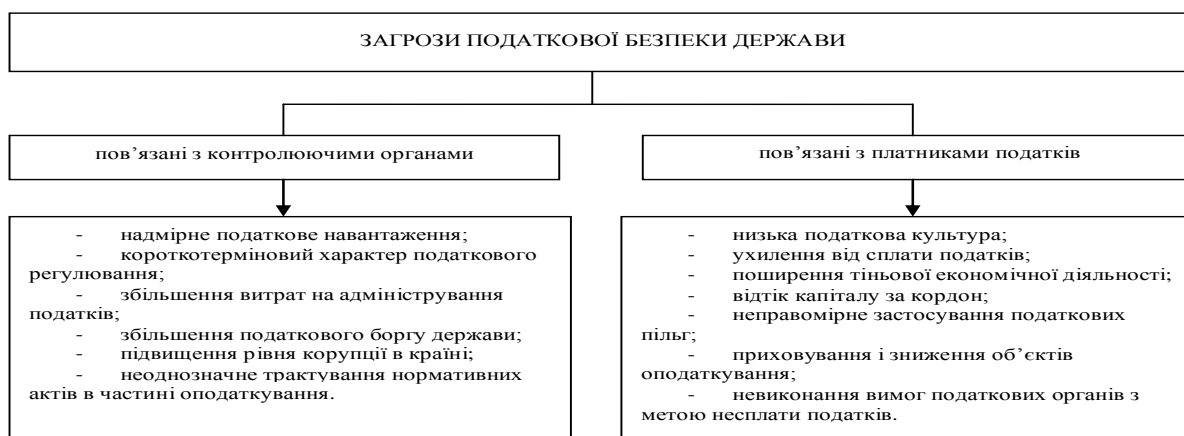 ЗАГРОЗИ ПОДАТКОВОЇ БЕЗПЕКИ ДЕРЖАВИ
пов’язані з контролюючими органами
- надмірне податкове навантаження;
- короткотерміновий характер податкового
регулювання;
- збільшення витрат на адміністрування
податків;
- збільшення податкового боргу держави;
- підвищення рівня корупції в країні;
- неоднозначне трактування нормативних
актів в частині оподаткування.
пов’язані з платниками податків
- низька податкова культура;
- ухилення від сплати податків;
- поширення тіньової економічної діяльності;
- відтік капіталу за кордон;
- неправомірне застосування податкових
пільг;
- приховування і зниження об’єктів
оподаткування;
- невиконання вимог податкових органів з
метою несплати податків.